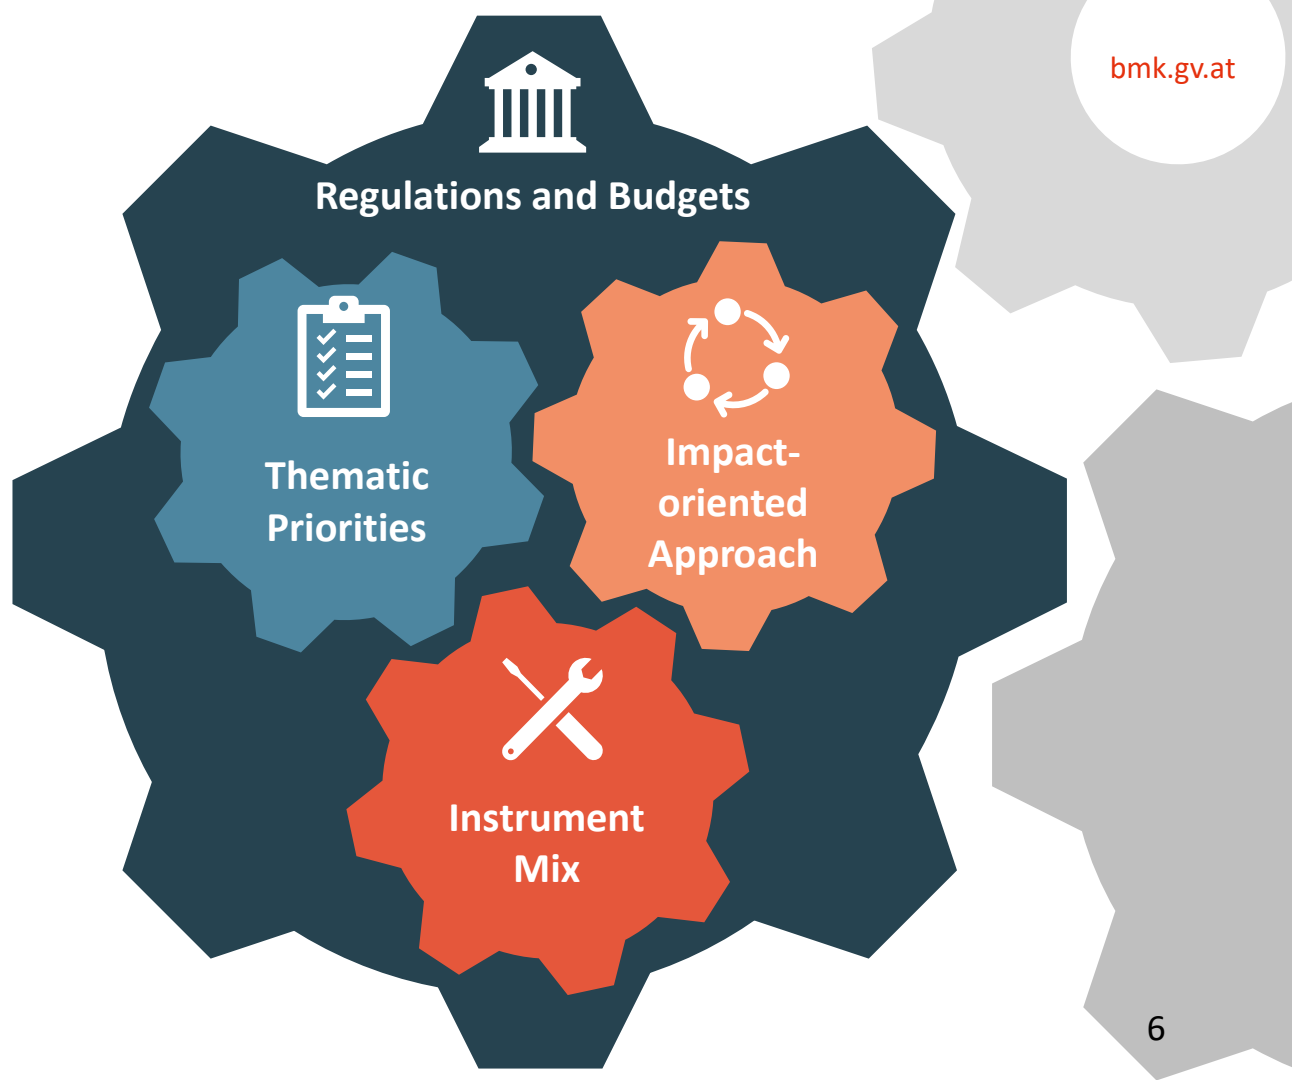 bmk.gv.at
Regulations and Budgets
Thematic
Priorities
Impact-
oriented
Approach
Instrument
Mix
6